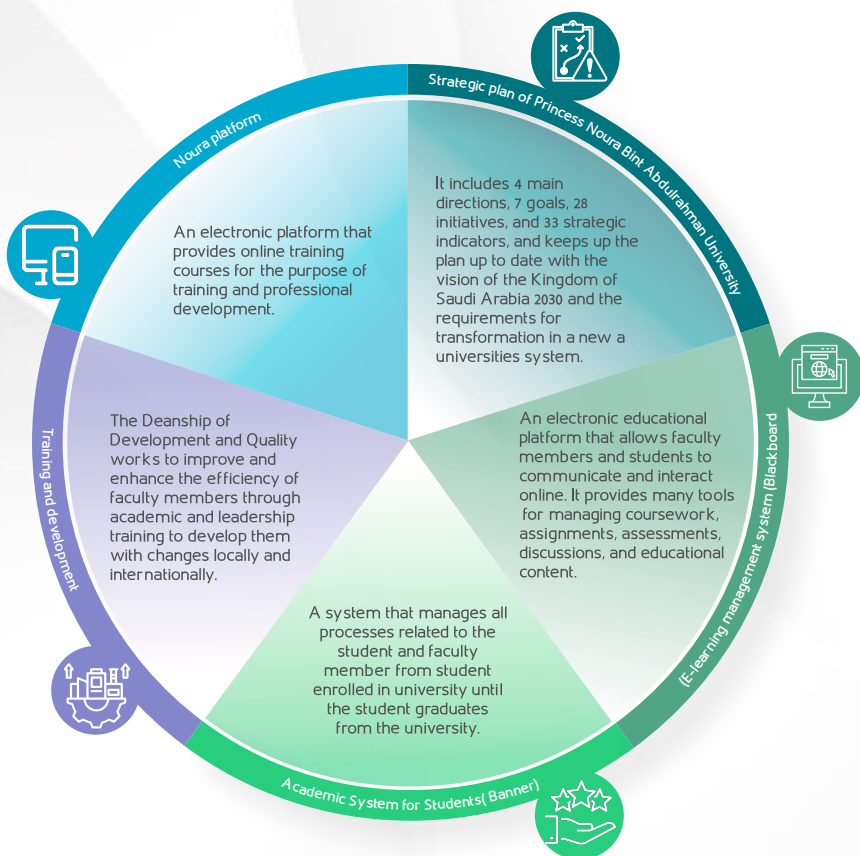 Strategic plan of Princess Noura Bint Abdulrahman University
It includes 4 main
directions, 7 goals, 28
initiatives, and 33 strategic
indicators, and keeps up the
plan up to date with the
vision of the Kingdom of
Saudi Arabia 2030 and the
requirements for
transformation in a new a
universities system.
(E-learning management system (Blackboard
An electronic educational
platform that allows faculty
members and students to
communicate and interact
online. It provides many tools
for managing coursework,
assignments, assessments,
discussions, and educational
content.
Academic System for Students( Banner)
A system that manages all
processes related to the
student and faculty
member from student
enrolled in university until
the student graduates
from the university.
Training and development
The Deanship of
Development and Quality
works to improve and
enhance the efficiency of
faculty members through
academic and leadership
training to develop them
with changes locally and
internationally.
Noura platform
An electronic platform that
provides online training
courses for the purpose of
training and professional
development.